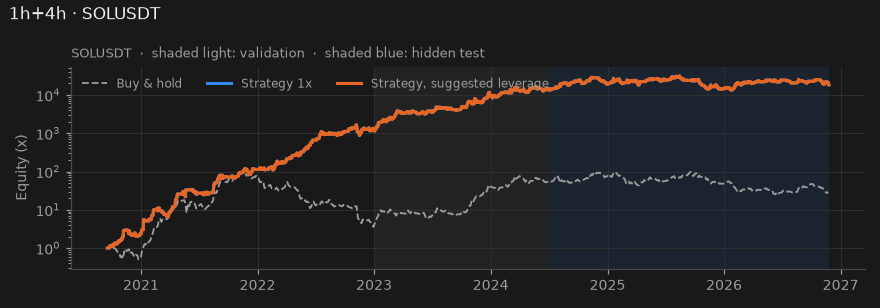 1h+4h · SOLUSDT
SOLUSDT · shaded light: validation · shaded blue: hidden test
Buy & hold Strategy 1x Strategy, suggested leverage
Equity (x)
10⁴
10³
10²
10¹
10⁰
2021 2022 2023 2024 2025 2026 2027